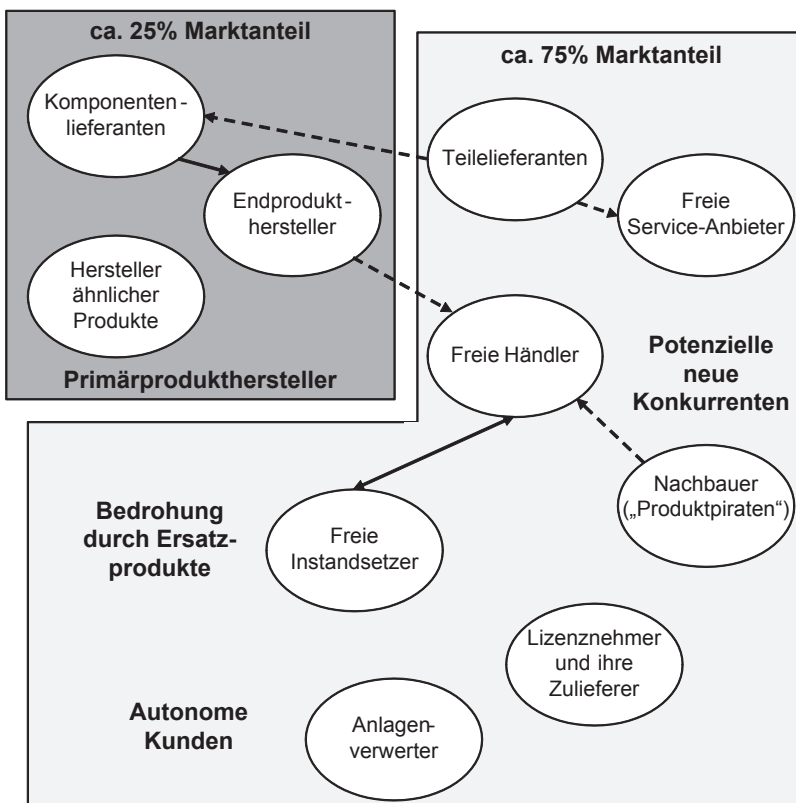 ca. 25% Marktanteil
Komponenten-
lieferanten
Endprodukt-
hersteller
Hersteller
ähnlicher
Produkte
Primärprodukthersteller
ca. 75% Marktanteil
Teilelieferanten
Freie
Service-Anbieter
Freie Händler
Potenzielle
neue
Konkurrenten
Nachbauer
(„Produktpiraten“)
Bedrohung
durch Ersatz-
produkte
Freie
Instandsetzer
Lizenznehmer
und ihre
Zulieferer
Autonome
Kunden
Anlagen-
verwerter